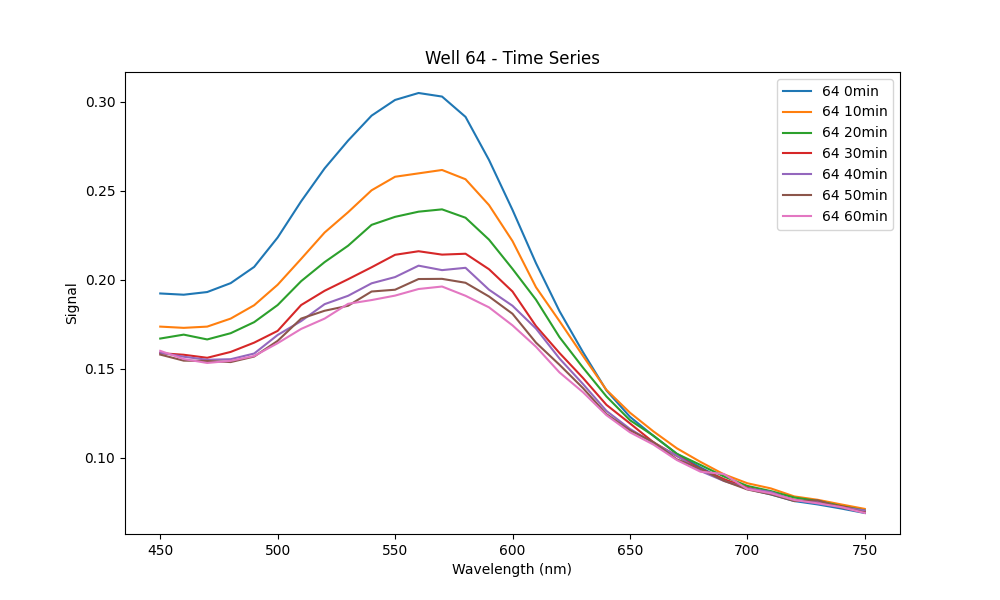 Well 64 - Time Series
64 0min
64 10min
64 20min
64 30min
64 40min
64 50min
64 60min
0.30
0.25
0.20
0.15
0.10
Signal
450
500
550
600
650
700
750
Wavelength (nm)